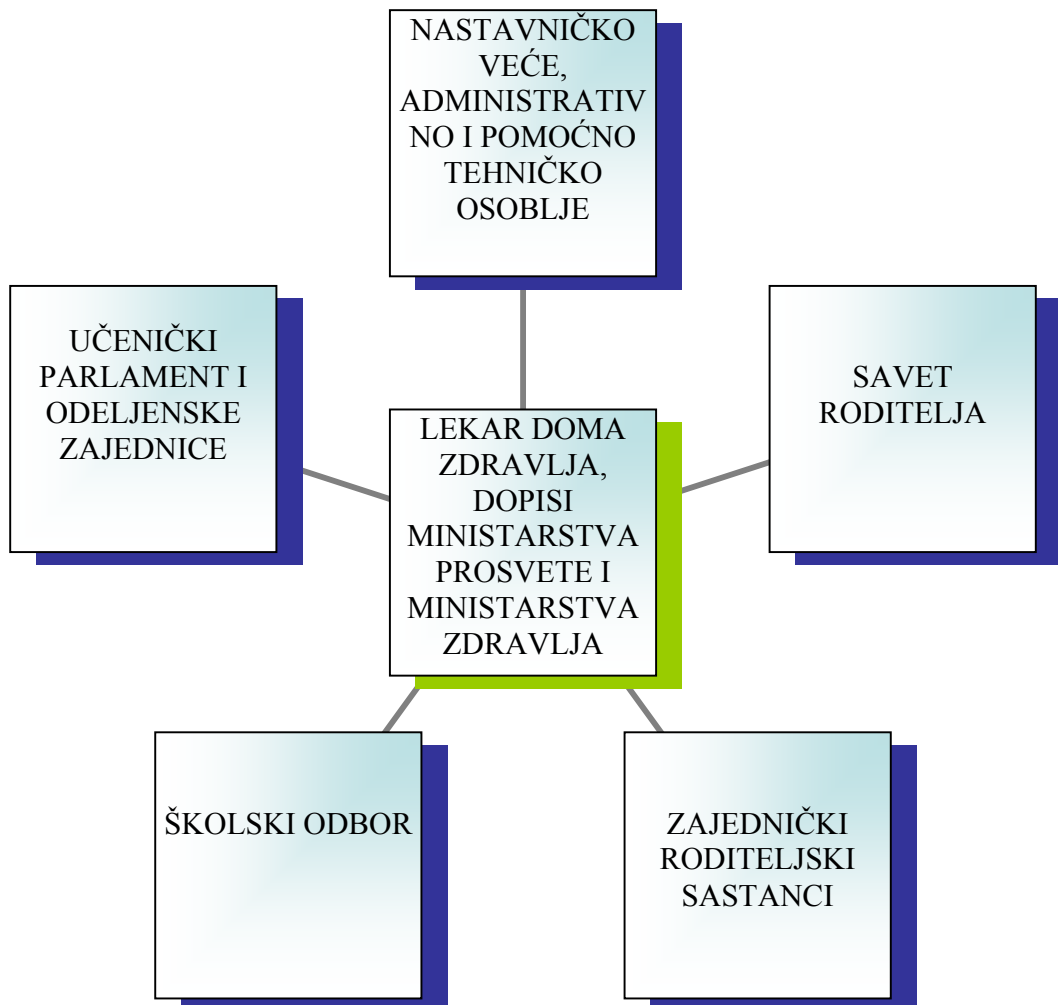 NASTAVNIČKO
VEĆE,
ADMINISTRATIV
NO I POMOĆNO
TEHNIČKO
OSOBLJE
UČENIČKI
PARLAMENT I
ODELJENSKE
ZAJEDNICE
SAVET
RODITELJA
LEKAR DOMA
ZDRAVLJA,
DOPISI
MINISTARSTVA
PROSVETE I
MINISTARSTVA
ZDRAVLJA
ŠKOLSKI ODBOR
ZAJEDNIČKI
RODITELJSKI
SASTANCI